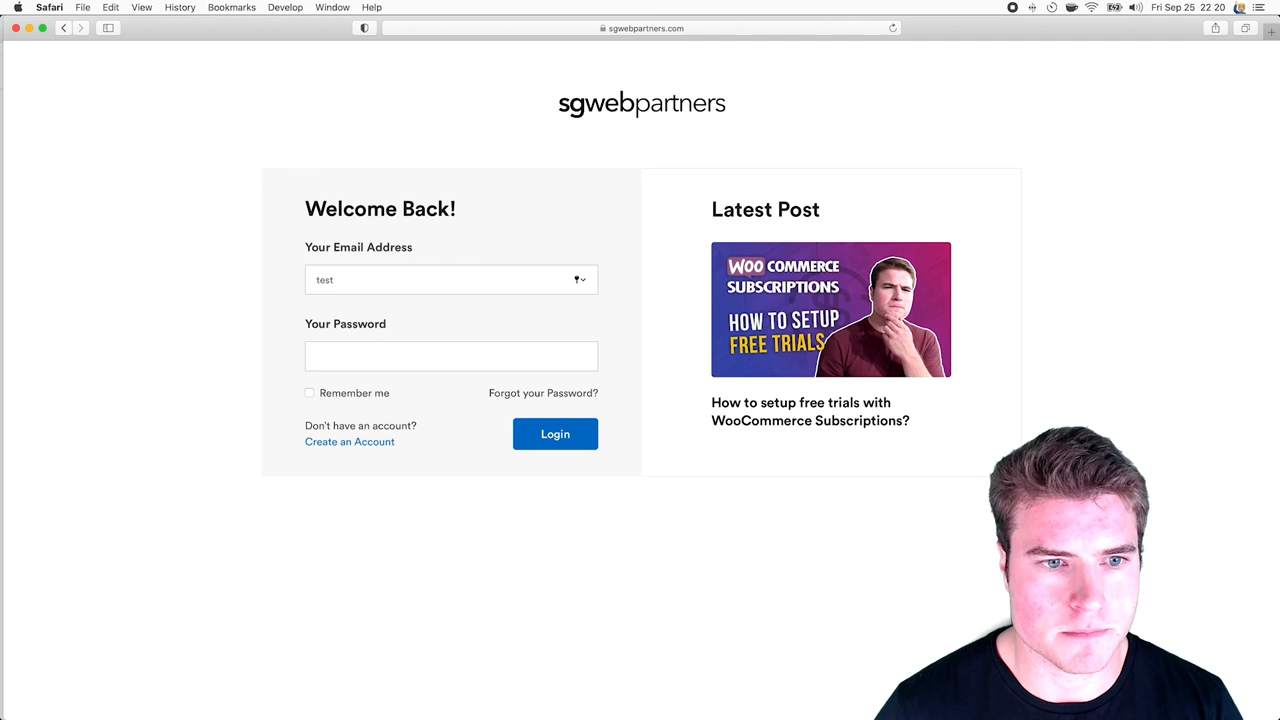 Safari File Edit View History Bookmarks Develop Window Help
Fri Sep 25 22 20
sgwebpartners.com
sgwebpartners
Welcome Back!
Your Email Address
test
Your Password
Remember me
Forgot your Password?
Don't have an account?
Create an Account
Login
Latest Post
WOO COMMERCE
SUBSCRIPTIONS
HOW TO SETUP
FREE TRIALS
How to setup free trials with
WooCommerce Subscriptions?